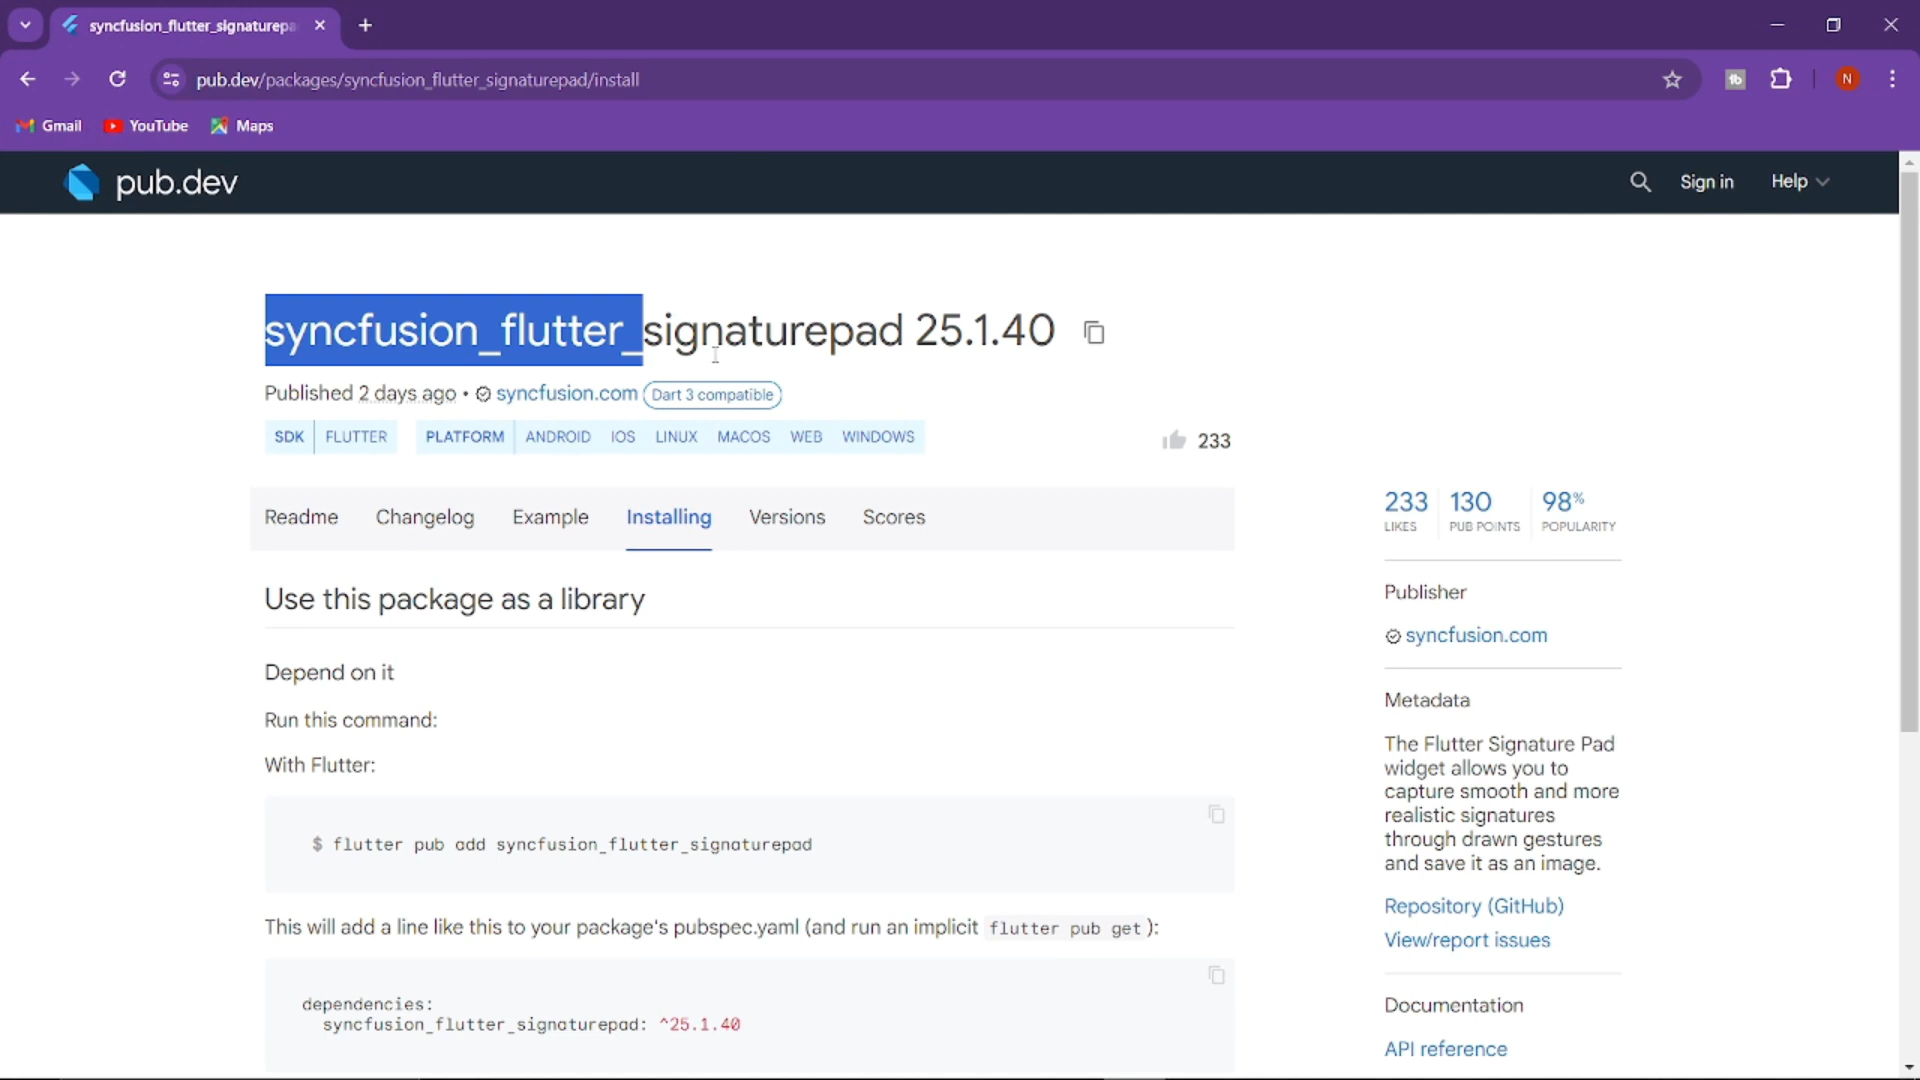 syncfusion_flutter_signaturepa
pub.dev/packages/syncfusion_flutter_signaturepad/install
tb
N
Gmail YouTube Maps
pub.dev
Sign in Help
syncfusion_flutter_signaturepad 25.1.40
Published 2 days ago • syncfusion.com Dart 3 compatible
SDK FLUTTER PLATFORM ANDROID IOS LINUX MACOS WEB WINDOWS
233
Readme Changelog Example Installing Versions Scores
233 130 98%
LIKES PUB POINTS POPULARITY
Use this package as a library
Depend on it
Run this command:
With Flutter:
$ flutter pub add syncfusion_flutter_signaturepad
This will add a line like this to your package's pubspec.yaml (and run an implicit flutter pub get ):
dependencies:
syncfusion_flutter_signaturepad: ^25.1.40
Publisher
syncfusion.com
Metadata
The Flutter Signature Pad
widget allows you to
capture smooth and more
realistic signatures
through drawn gestures
and save it as an image.
Repository (GitHub)
View/report issues
Documentation
API reference